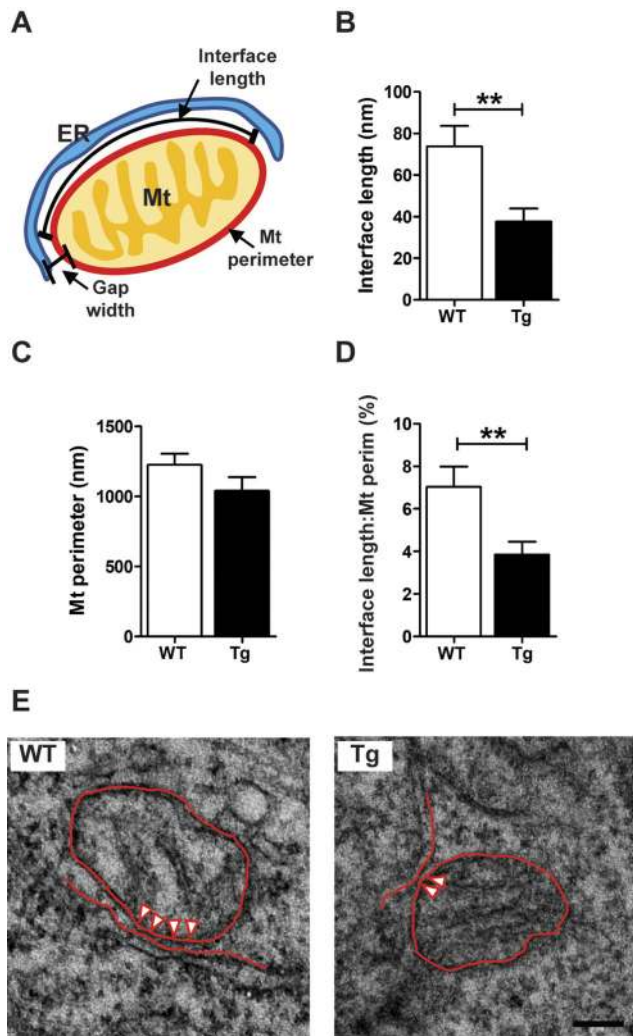 A
Interface
length
ER
Mt
Mt
perimeter
Gap
width
B
Interface length (nm)
100
80
60
40
20
0
**
WT
Tg
C
Mt perimeter (nm)
1500
1000
500
0
WT
Tg
D
Interface length:Mt perim (%)
10
8
6
4
2
0
**
WT
Tg
E
WT
Tg